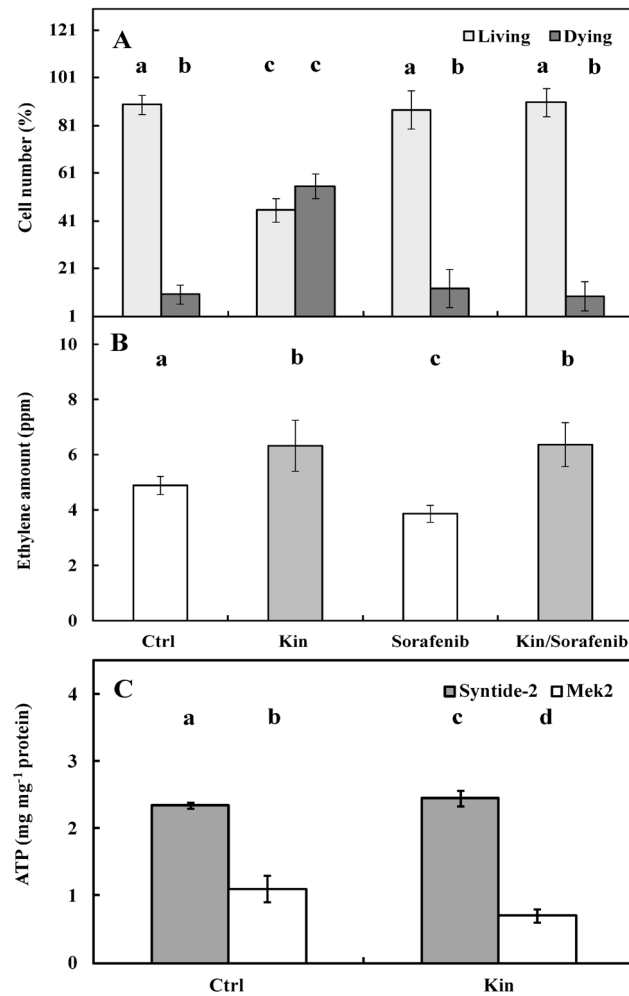 A
Living
Dying
a b c c a b a b
Cell number (%)
121
101
81
61
41
21
1
B
a b c b
Ethylene amount (ppm)
10
8
6
4
2
0
Ctrl Kin Sorafenib Kin/Sorafenib
C
Syntide-2
Mek2
a b c d
ATP (mg mg⁻¹ protein)
4
3
2
1
0
Ctrl Kin